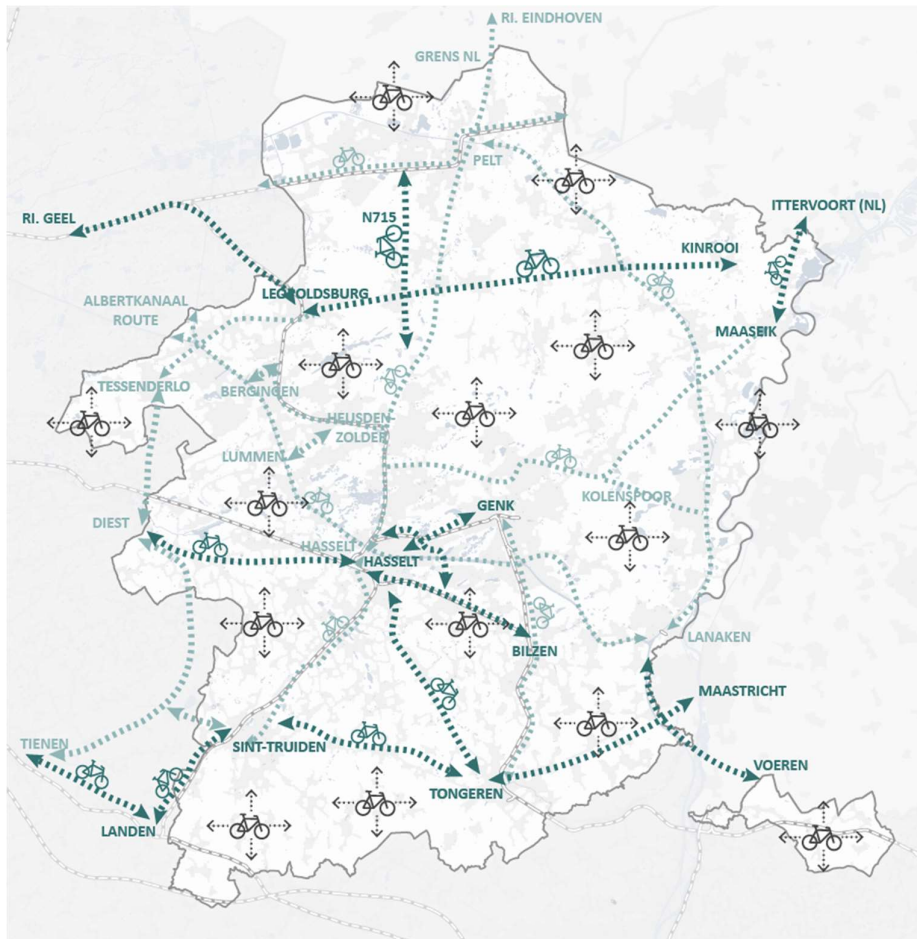 RI. EINDHOVEN
GRENS NL
PELT
ITTERVOORT (NL)
RI. GEEL
N715
KINROOI
LEOPOLDSBURG
ALBERTKANAAL
ROUTE
MAASEIK
TESSENDERLO
BERGINGEN
HEUSDEN
ZOLDER
LUMMEN
KOLENSPOOR
GENK
DIEST
HASSELT
HASSELT
LANAKEN
BILZEN
MAASTRICHT
TIENEN
SINT-TRUIDEN
VOEREN
TONGEREN
LANDEN